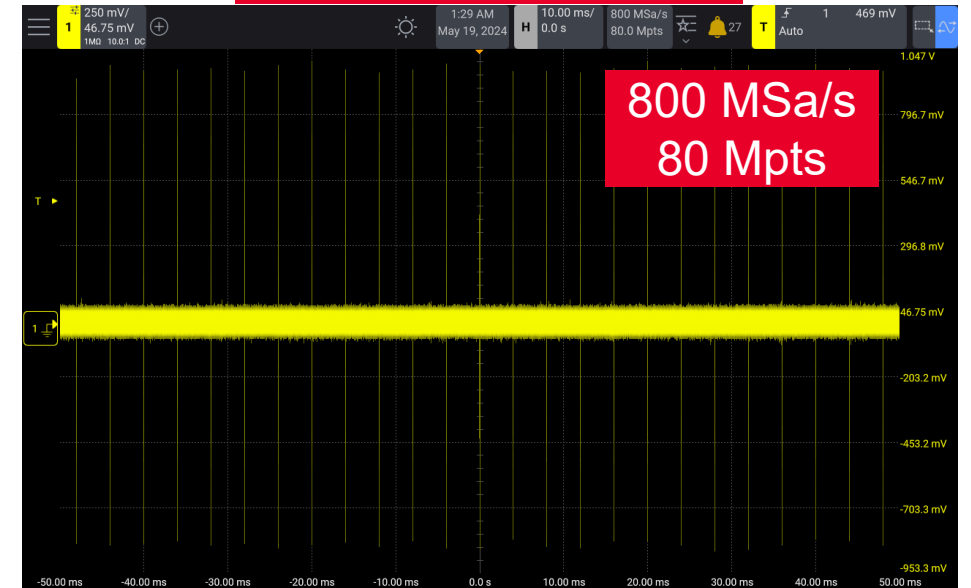 250 mV/
1
46.75 mV
1MΩ 10.0:1 DC
1:29 AM
May 19, 2024
H
10.00 ms/
0.0 s
800 MSa/s
80.0 Mpts
27
T
1
469 mV
Auto
1.047 V
800 MSa/s
80 Mpts
796.7 mV
546.7 mV
T
296.8 mV
46.75 mV
1
-203.2 mV
-453.2 mV
-703.3 mV
-953.3 mV
-50.00 ms -40.00 ms -30.00 ms -20.00 ms -10.00 ms 0.0 s 10.00 ms 20.00 ms 30.00 ms 40.00 ms 50.00 ms